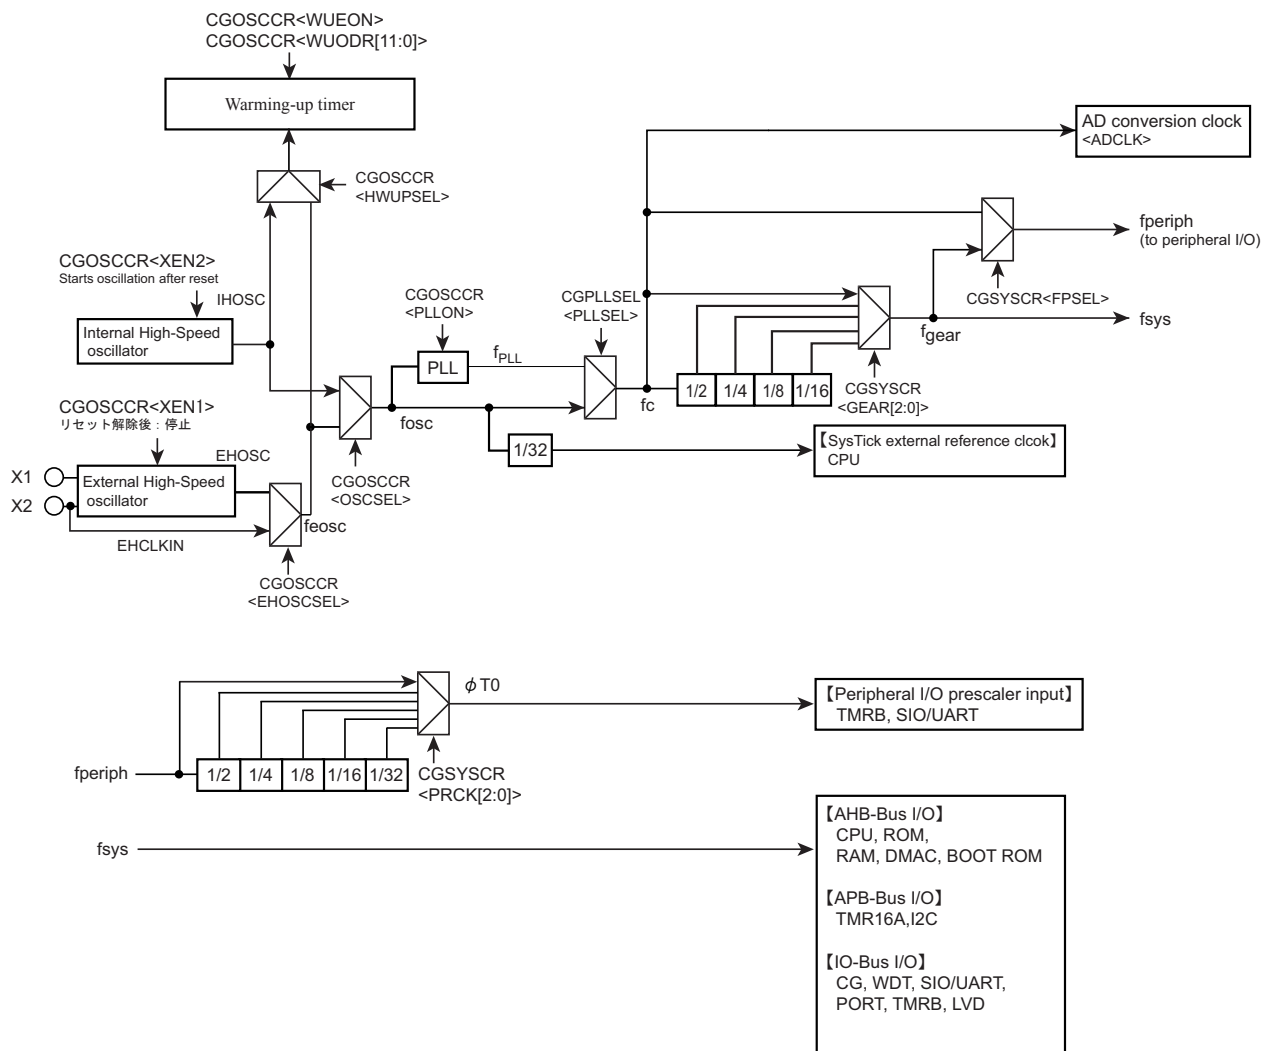 CGOSCCR<WUEON>
CGOSCCR<WUODR[11:0]>
Warming-up timer
CGOSCCR
<HWUPSEL>
AD conversion clock
<ADCLK>
fperiph
(to peripheral I/O)
CGOSCCR<XEN2>
Starts oscillation after reset
IHOSC
Internal High-Speed
oscillator
CGOSCCR
<PLLON>
CGPLLSEL
<PLLSEL>
CGSYSCR<FPSEL>
fsys
fgear
PLL
fPLL
fc
1/2
1/4
1/8
1/16
CGSYSCR
<GEAR[2:0]>
CGOSCCR<XEN1>
リセット解除後 : 停止
fosc
1/32
【SysTick external reference clcok】
CPU
EHOSC
X1
X2
External High-Speed
oscillator
CGOSCCR
<OSCSEL>
feosc
EHCLKIN
CGOSCCR
<EHOSCSEL>
ϕT0
【Peripheral I/O prescaler input】
TMRB, SIO/UART
fperiph
1/2
1/4
1/8
1/16
1/32
CGSYSCR
<PRCK[2:0]>
fsys
【AHB-Bus I/O】
CPU, ROM,
RAM, DMAC, BOOT ROM
【APB-Bus I/O】
TMR16A,I2C
【IO-Bus I/O】
CG, WDT, SIO/UART,
PORT, TMRB, LVD